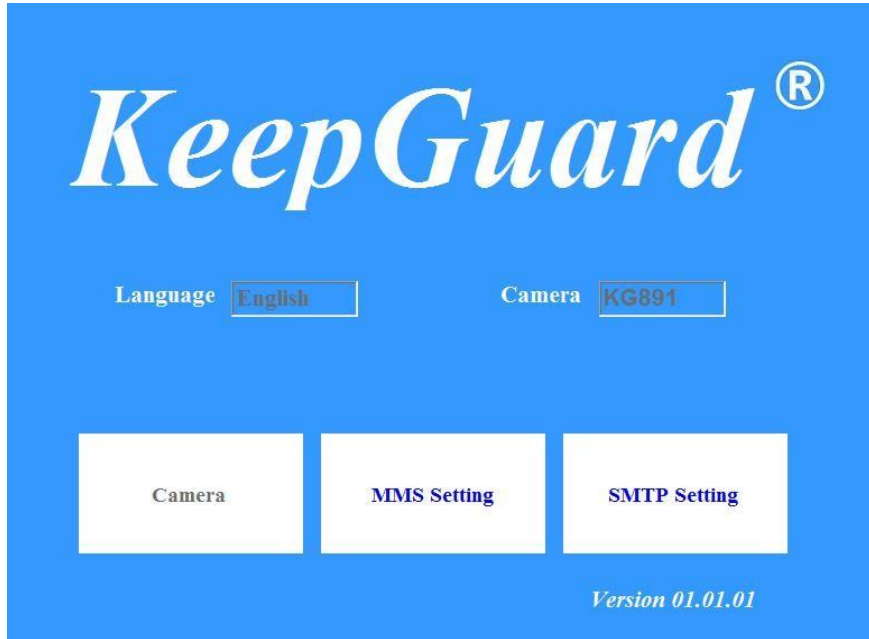 KeepGuard®
Language English Camera KG891
Camera MMS Setting SMTP Setting
Version 01.01.01